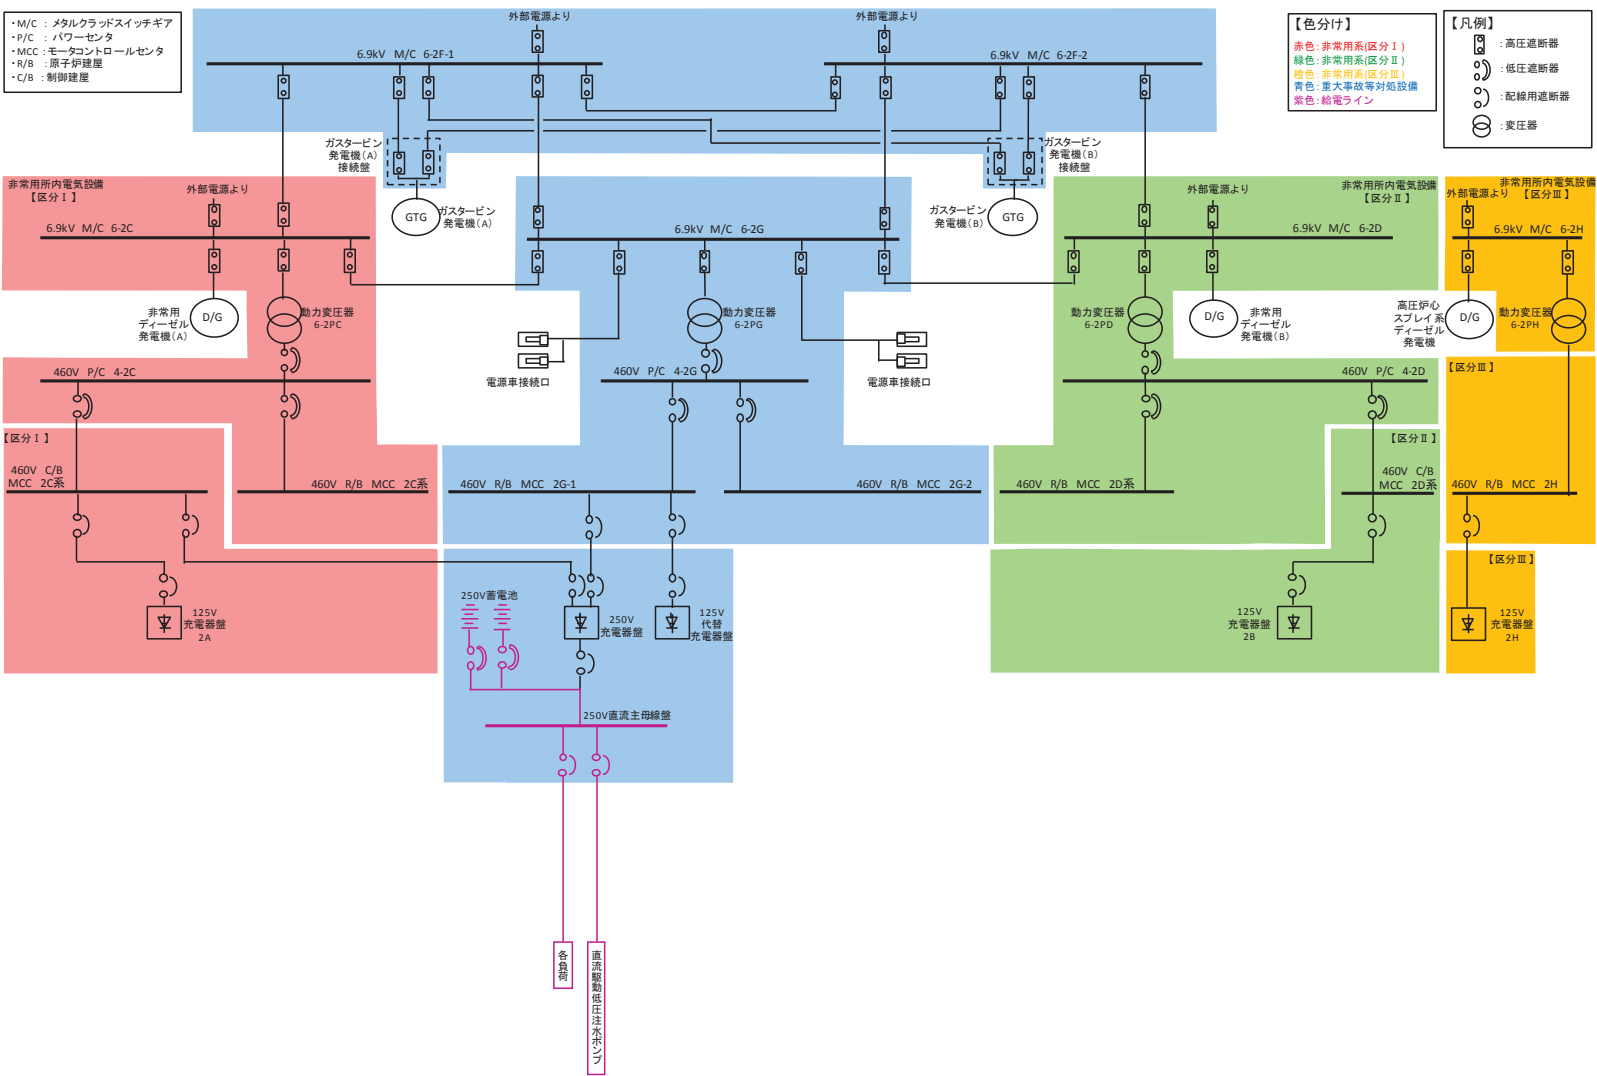 ・M/C ：メタルクラッドスイッチギア
・P/C ：パワーセンタ
・MCC：モータコントロールセンタ
・R/B ：原子炉建屋
・C/B ：制御建屋
外部電源より
外部電源より
6.9kV M/C 6-2F-1
6.9kV M/C 6-2F-2
【色分け】
赤色：非常用系(区分Ⅰ)
緑色：非常用系(区分Ⅱ)
橙色：非常用系(区分Ⅲ)
青色：重大事故等対処設備
紫色：給電ライン
【凡例】
：高圧遮断器
：低圧遮断器
：配線用遮断器
：変圧器
ガスタービン
発電機(A)
接続盤
ガスタービン
発電機(B)
接続盤
非常用所内電気設備
【区分Ⅰ】
外部電源より
6.9kV M/C 6-2C
GTG
ガスタービン
発電機(A)
6.9kV M/C 6-2G
ガスタービン
発電機(B)
GTG
外部電源より
非常用所内電気設備
【区分Ⅱ】
6.9kV M/C 6-2D
非常用所内電気設備
【区分Ⅲ】
外部電源より
6.9kV M/C 6-2H
非常用
ディーゼル
発電機(A)
D/G
動力変圧器
6-2PC
動力変圧器
6-2PG
動力変圧器
6-2PD
D/G
非常用
ディーゼル
発電機(B)
高圧炉心
スプレイ系
ディーゼル
発電機
D/G
動力変圧器
6-2PH
460V P/C 4-2C
電源車接続口
460V P/C 4-2G
電源車接続口
460V P/C 4-2D
【区分Ⅲ】
【区分Ⅰ】
460V C/B
MCC 2C系
460V R/B MCC 2C系
460V R/B MCC 2G-1
460V R/B MCC 2G-2
460V R/B MCC 2D系
【区分Ⅱ】
460V C/B
MCC 2D系
460V R/B MCC 2H
125V
充電器盤
2A
250V蓄電池
250V
充電器盤
125V
代替
充電器盤
125V
充電器盤
2B
【区分Ⅲ】
125V
充電器盤
2H
250V直流主母線盤
各負荷
直流駆動低圧注水ポンプ